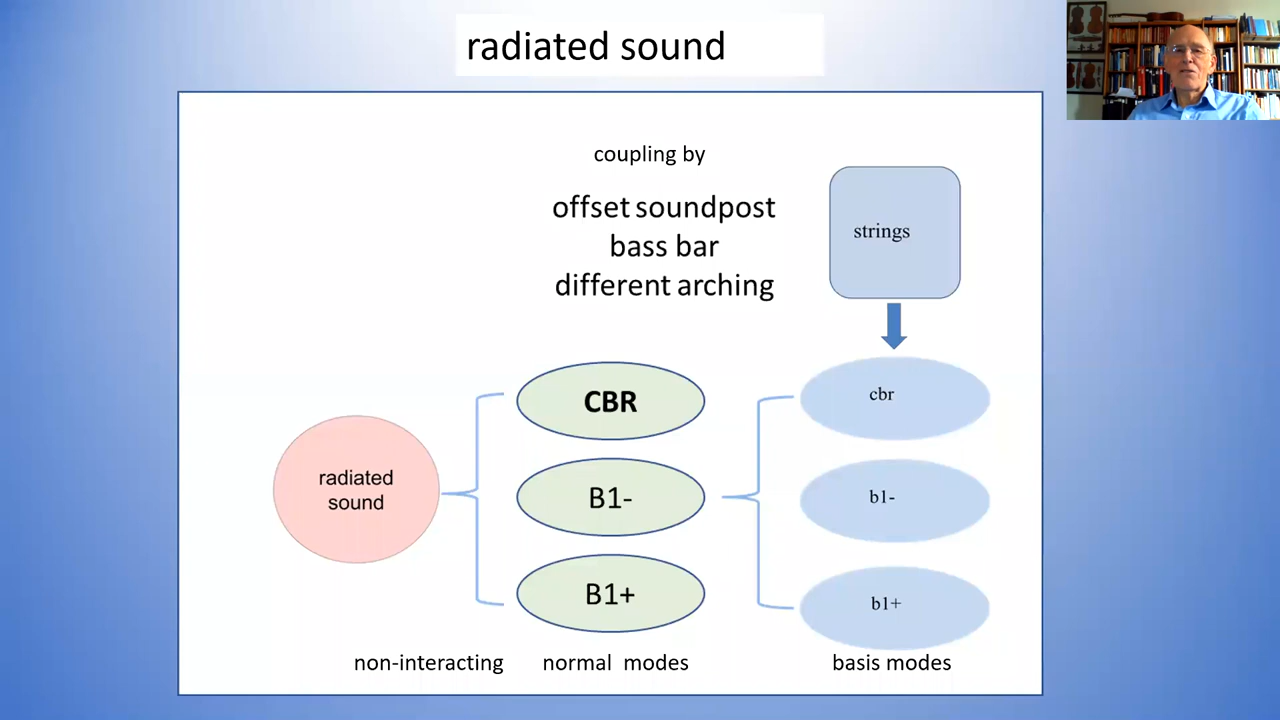 radiated sound
coupling by
offset soundpost
bass bar
different arching
strings
cbr
CBR
radiated
sound
b1-
B1-
b1+
B1+
non-interacting
normal modes
basis modes